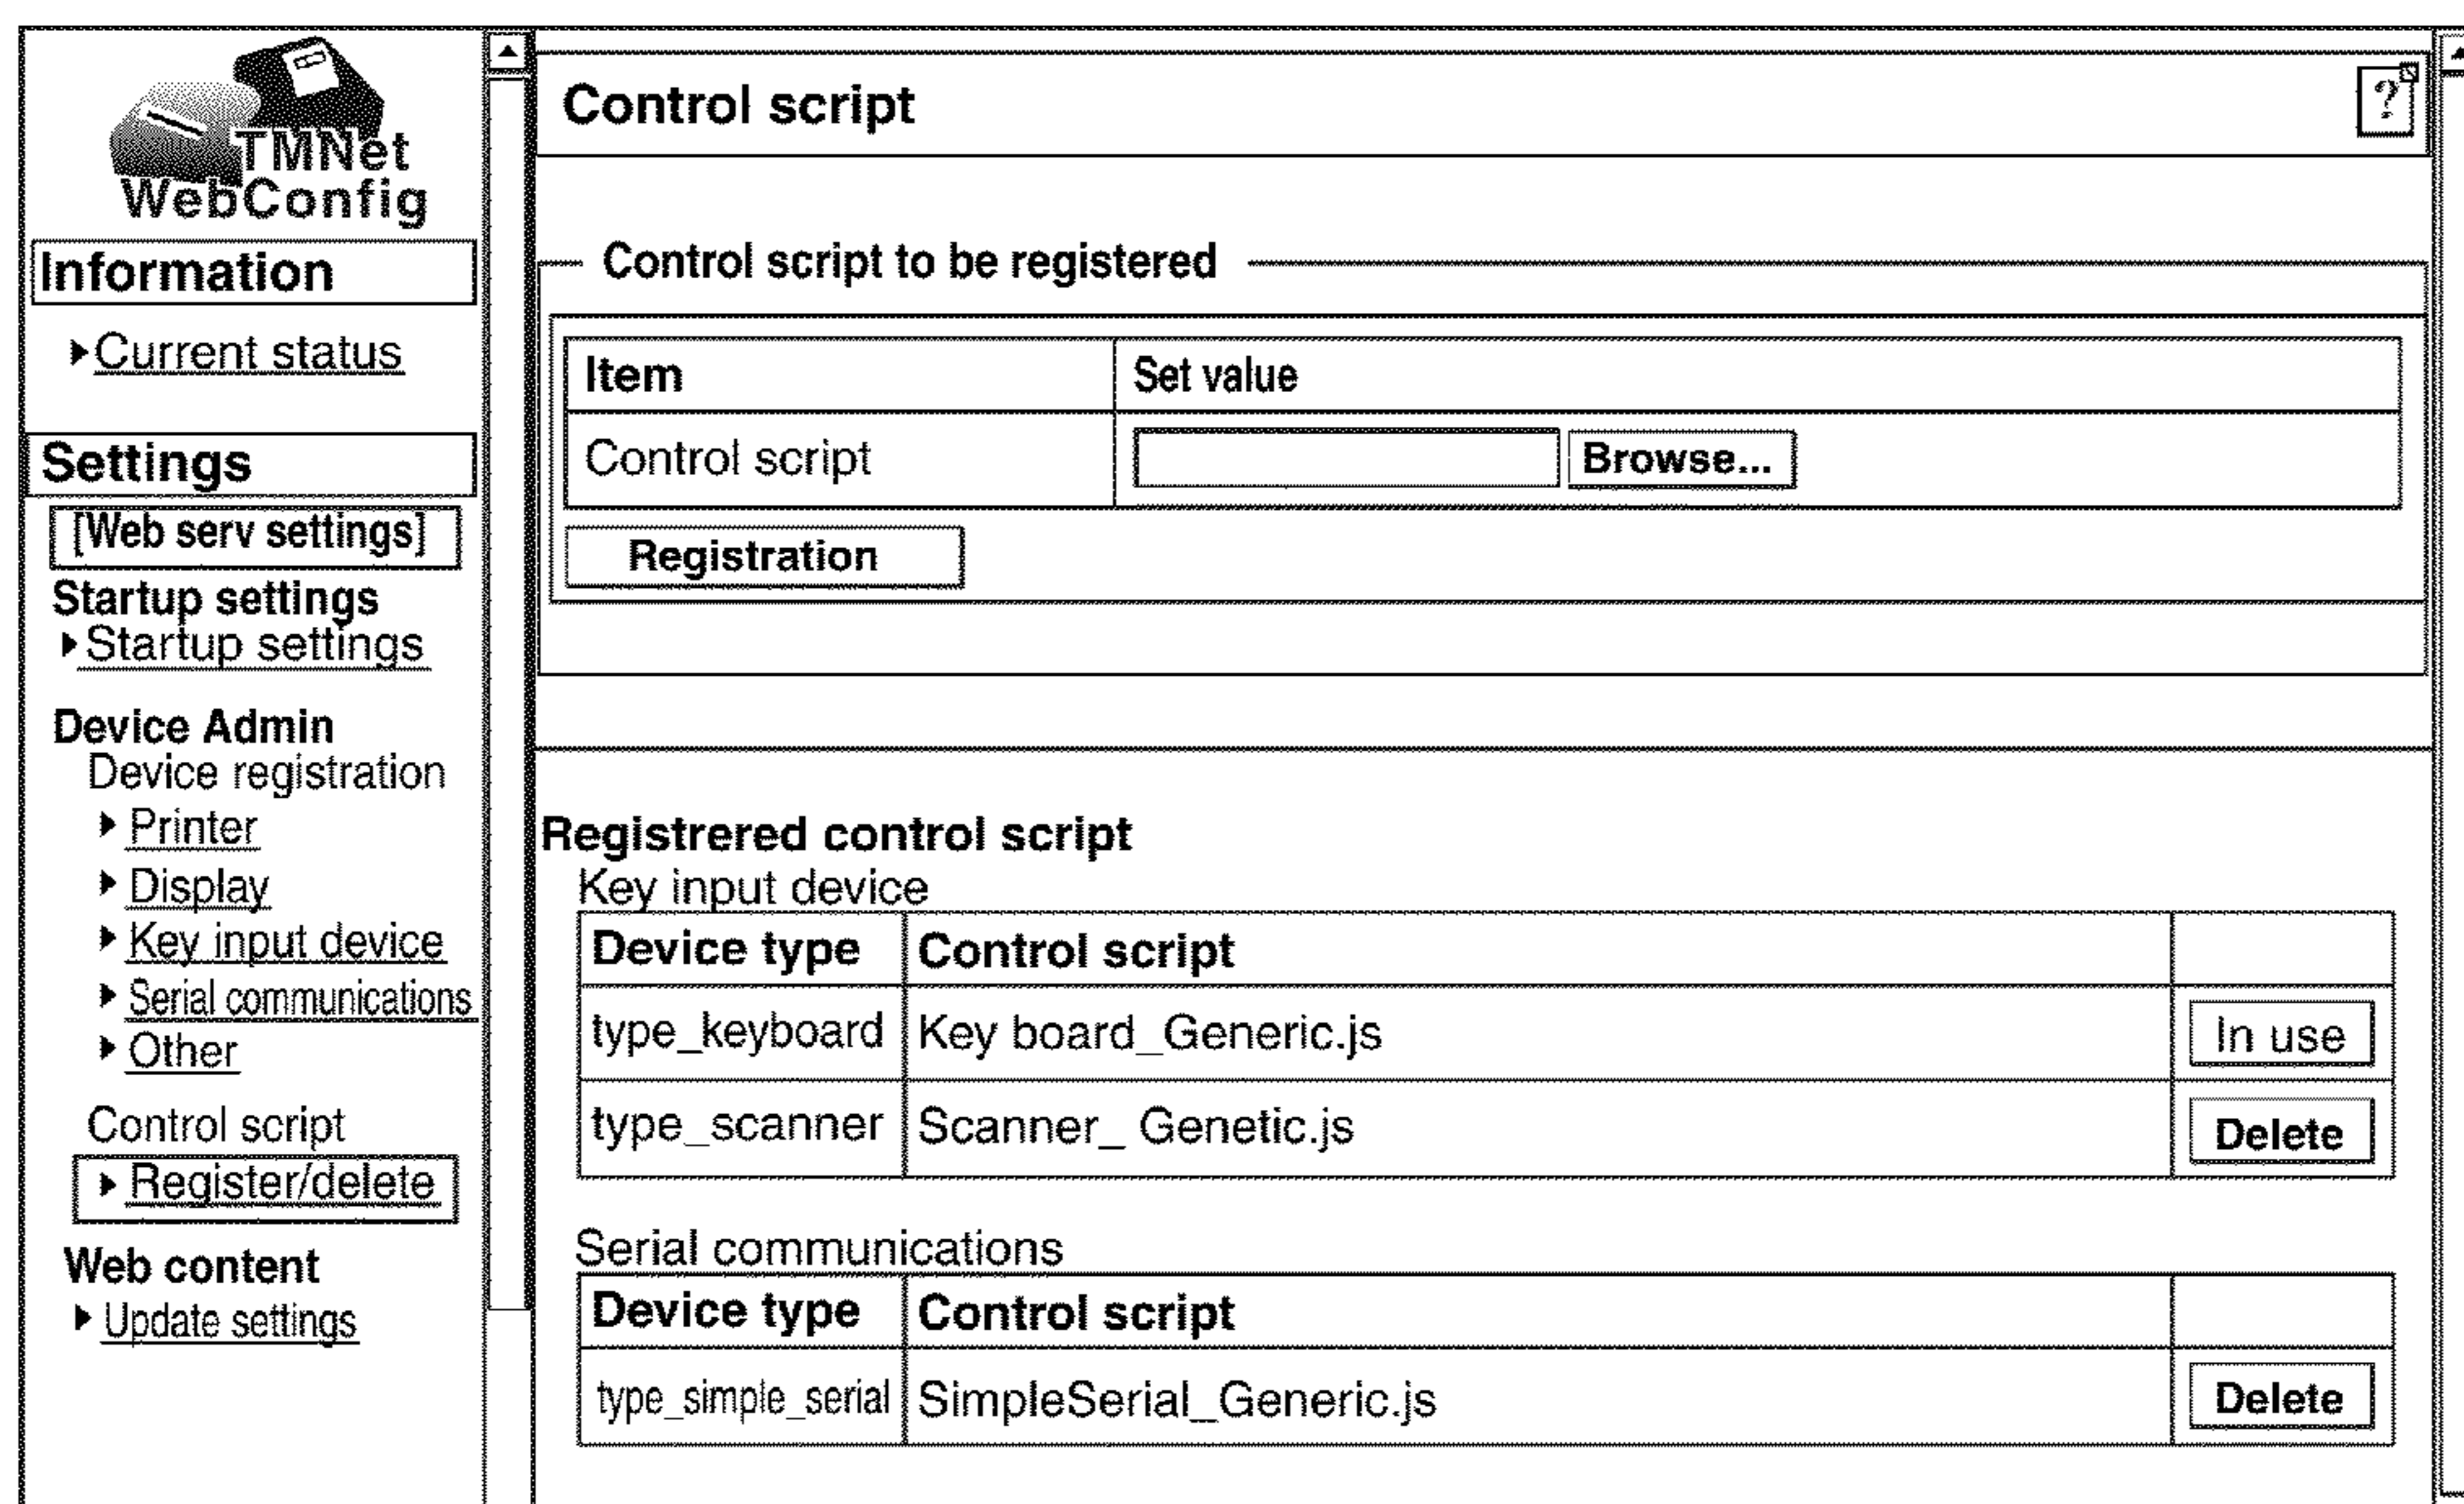 TMNet
WebConfig
Information
Current status
Settings
[Web serv settings]
Startup settings
Startup settings
Device Admin
Device registration
Printer
Display
Key input device
Serial communications
Other
Control script
Register/delete
Web content
Update settings
Control script
?
Control script to be registered
Item Set value
Control script Browse...
Registration
Registrered control script
Key input device
Device type Control script
type_keyboard Key board_Generic.js In use
type_scanner Scanner_ Genetic.js Delete
Serial communications
Device type Control script
type_simple_serial SimpleSerial_Generic.js Delete